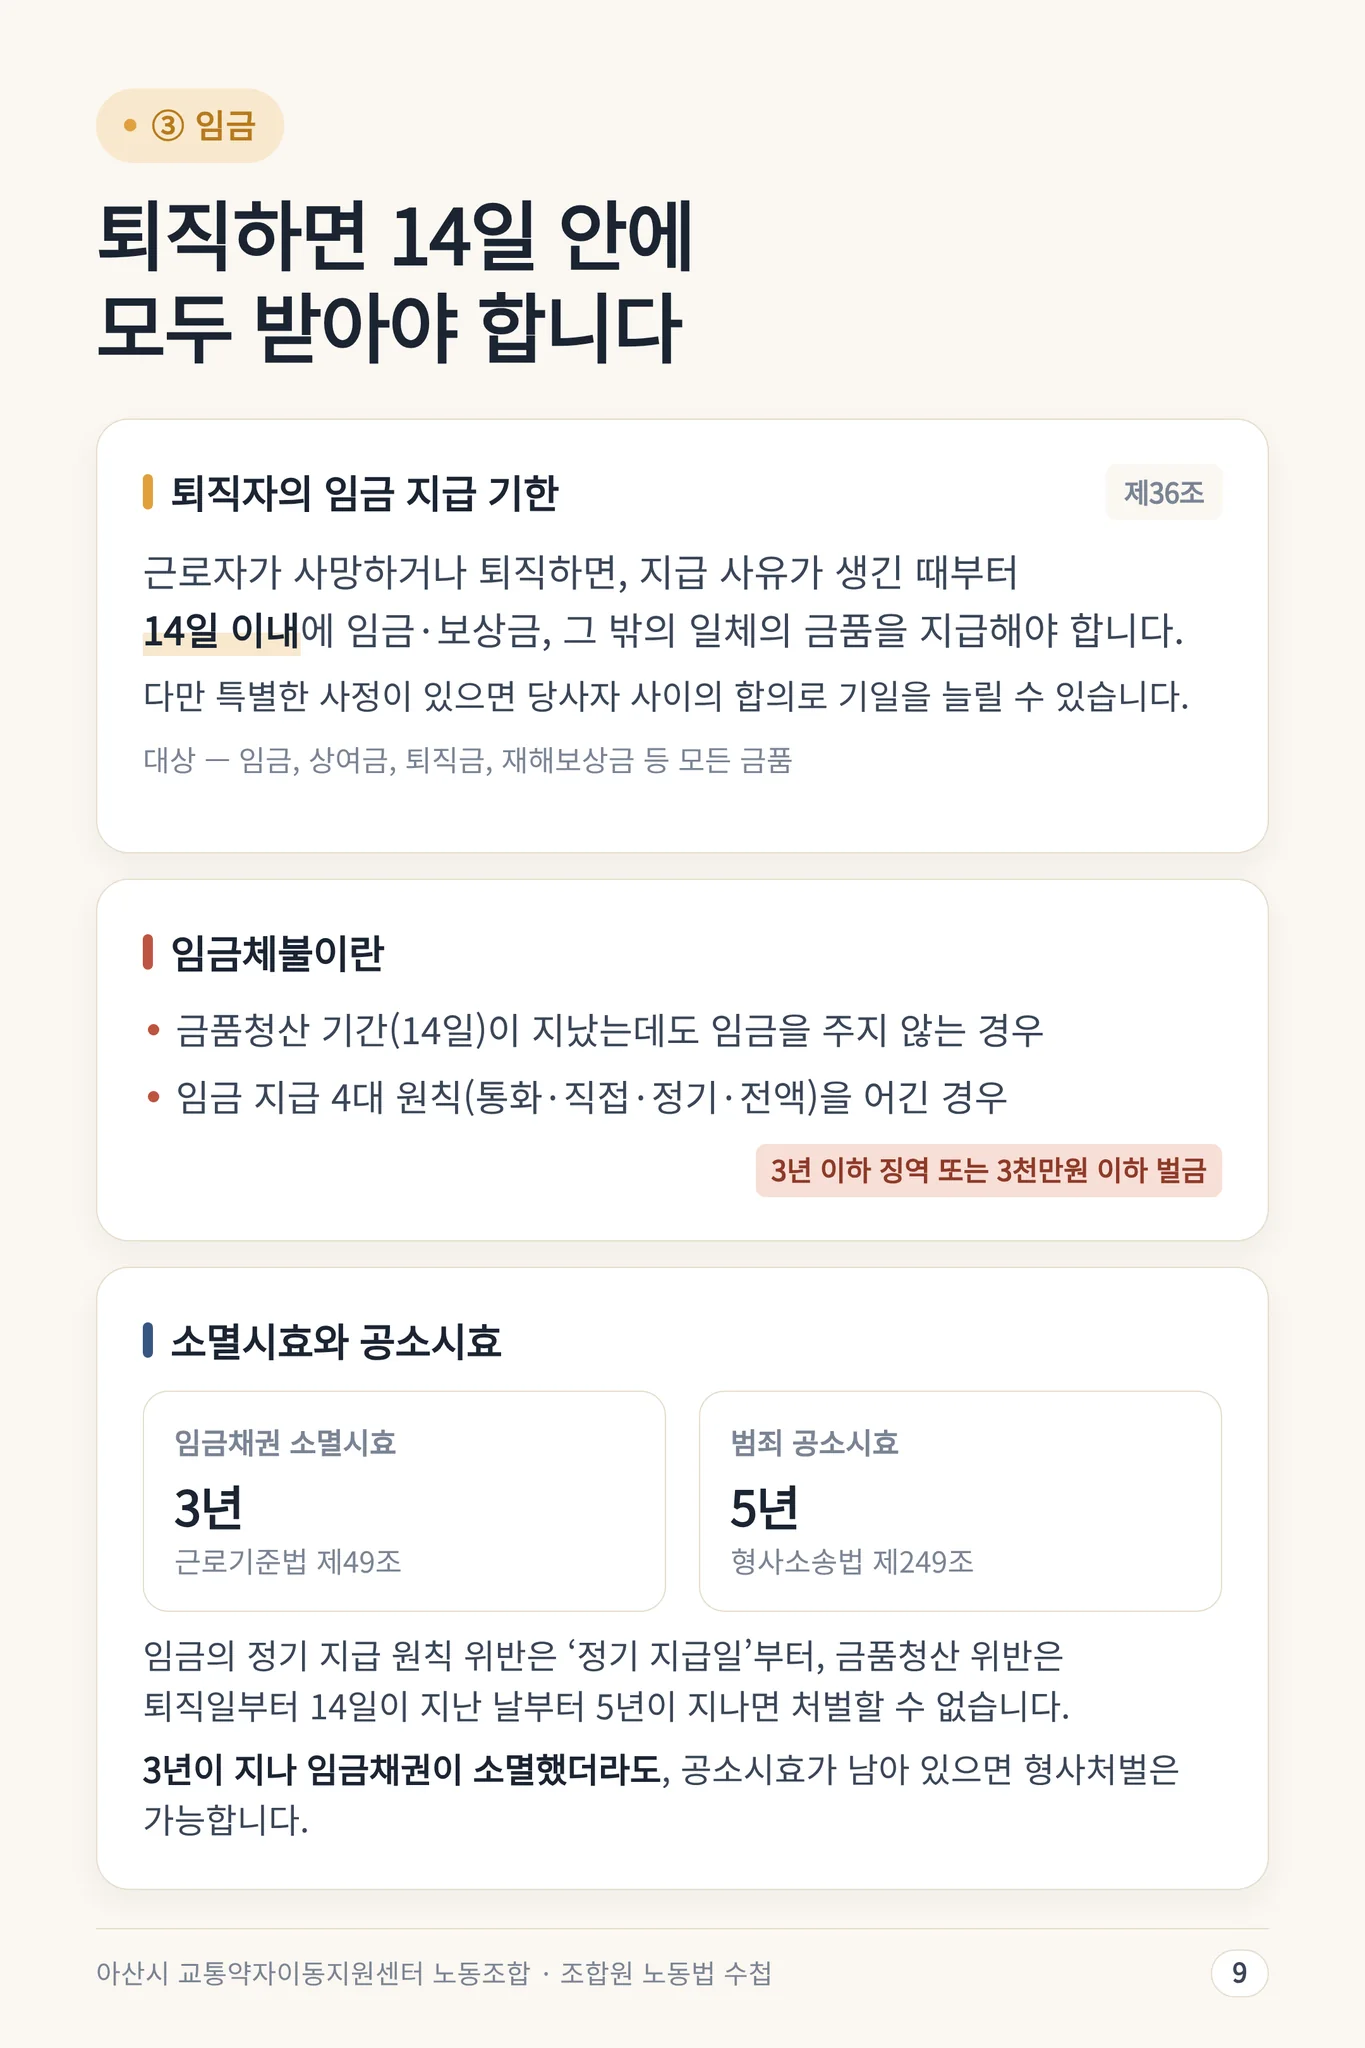 ③ 임금
퇴직하면 14일 안에
모두 받아야 합니다
퇴직자의 임금 지급 기한
제36조
근로자가 사망하거나 퇴직하면, 지급 사유가 생긴 때부터
14일 이내에 임금·보상금, 그 밖의 일체의 금품을 지급해야 합니다.
다만 특별한 사정이 있으면 당사자 사이의 합의로 기일을 늘릴 수 있습니다.
대상 — 임금, 상여금, 퇴직금, 재해보상금 등 모든 금품
임금체불이란
• 금품청산 기간(14일)이 지났는데도 임금을 주지 않는 경우
• 임금 지급 4대 원칙(통화·직접·정기·전액)을 어긴 경우
3년 이하 징역 또는 3천만원 이하 벌금
소멸시효와 공소시효
임금채권 소멸시효
3년
근로기준법 제49조
범죄 공소시효
5년
형사소송법 제249조
임금의 정기 지급 원칙 위반은 ‘정기 지급일’부터, 금품청산 위반은
퇴직일부터 14일이 지난 날부터 5년이 지나면 처벌할 수 없습니다.
3년이 지나 임금채권이 소멸했더라도, 공소시효가 남아 있으면 형사처벌은
가능합니다.
아산시 교통약자이동지원센터 노동조합 · 조합원 노동법 수첩
9